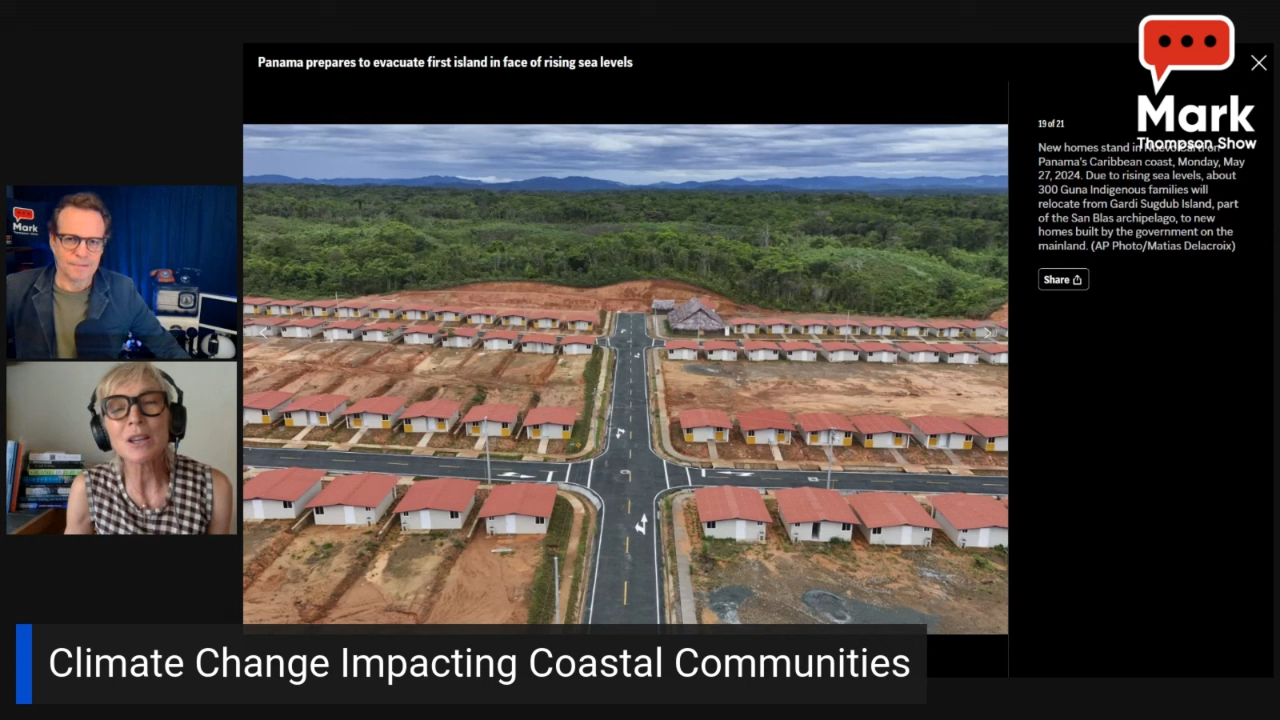 Panama prepares to evacuate first island in face of rising sea levels
Mark
Thompson Show
19 of 21
New homes stand in Nuevo Carti on
Panama's Caribbean coast, Monday, May
27, 2024. Due to rising sea levels, about
300 Guna Indigenous families will
relocate from Gardi Sugdub Island, part
of the San Blas archipelago, to new
homes built by the government on the
mainland. (AP Photo/Matias Delacroix)
Share
Mark
Climate Change Impacting Coastal Communities